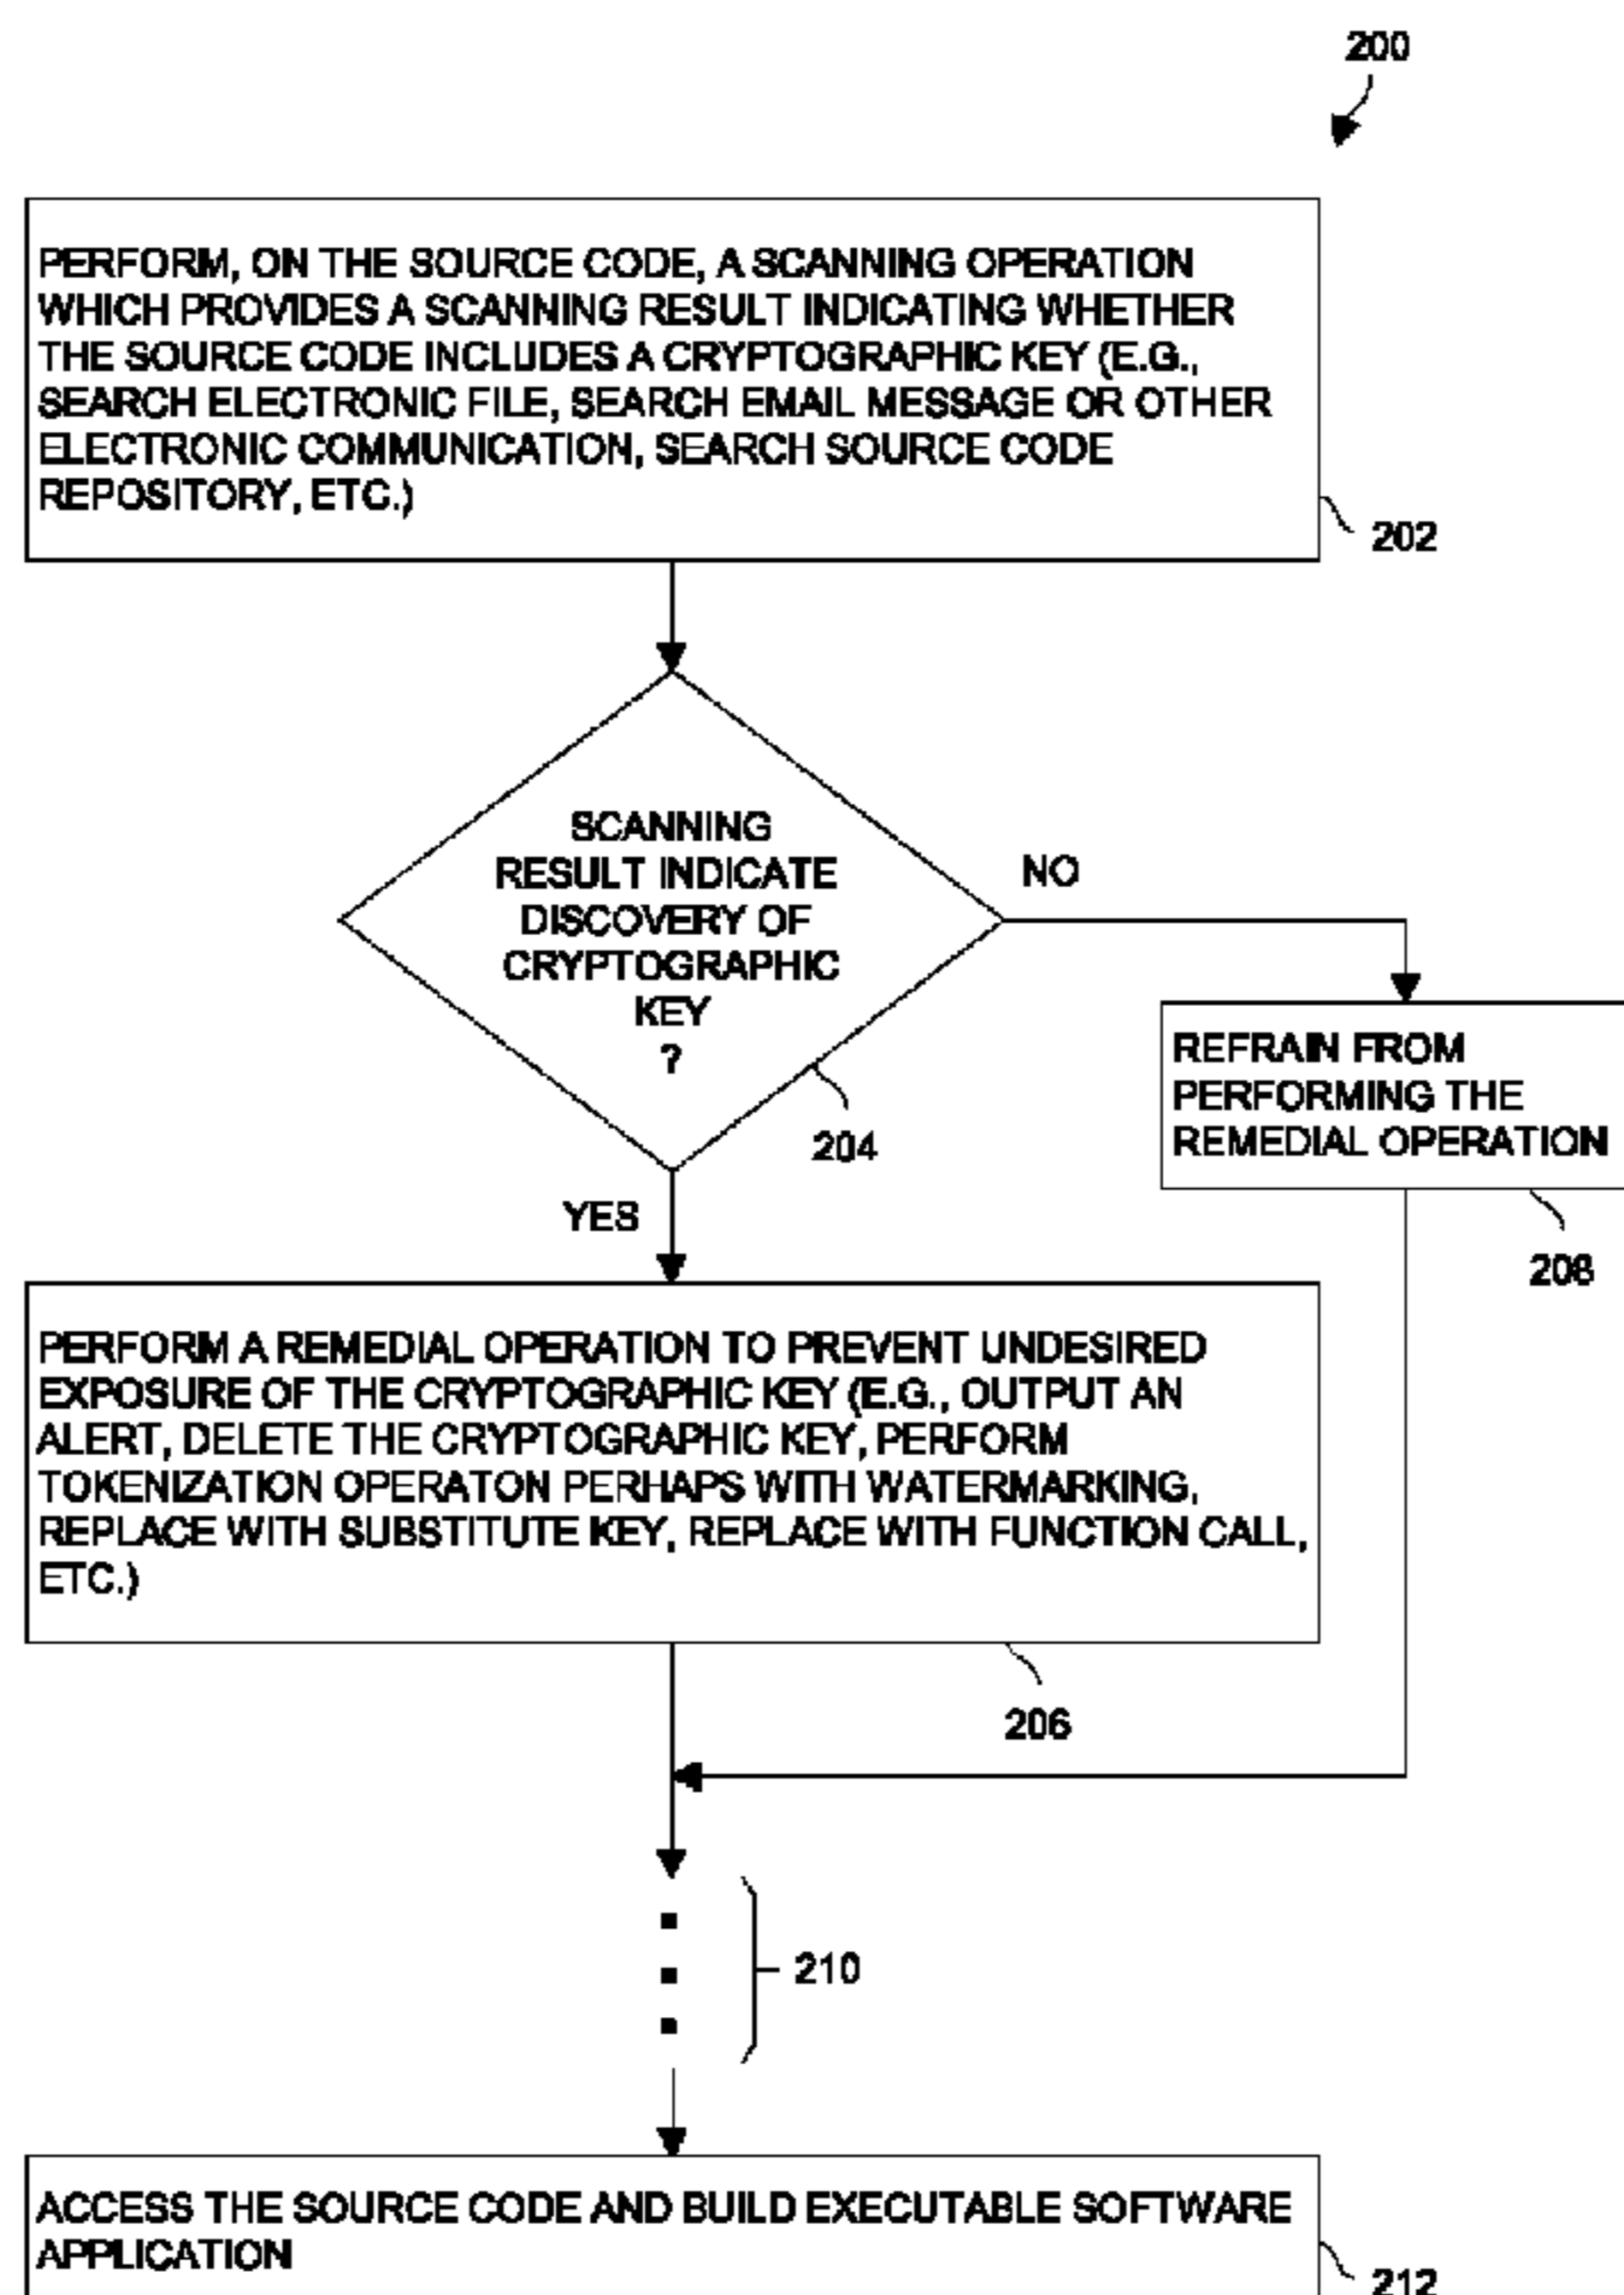 200
PERFORM, ON THE SOURCE CODE, A SCANNING OPERATION
WHICH PROVIDES A SCANNING RESULT INDICATING WHETHER
THE SOURCE CODE INCLUDES A CRYPTOGRAPHIC KEY (E.G.,
SEARCH ELECTRONIC FILE, SEARCH EMAIL MESSAGE OR OTHER
ELECTRONIC COMMUNICATION, SEARCH SOURCE CODE
REPOSITORY, ETC.)
202
SCANNING
RESULT INDICATE
DISCOVERY OF
CRYPTOGRAPHIC
KEY
?
NO
204
REFRAIN FROM
PERFORMING THE
REMEDIAL OPERATION
208
YES
PERFORM A REMEDIAL OPERATION TO PREVENT UNDESIRED
EXPOSURE OF THE CRYPTOGRAPHIC KEY (E.G., OUTPUT AN
ALERT, DELETE THE CRYPTOGRAPHIC KEY, PERFORM
TOKENIZATION OPERATON PERHAPS WITH WATERMARKING,
REPLACE WITH SUBSTITUTE KEY, REPLACE WITH FUNCTION CALL,
ETC.)
206
210
ACCESS THE SOURCE CODE AND BUILD EXECUTABLE SOFTWARE
APPLICATION
212